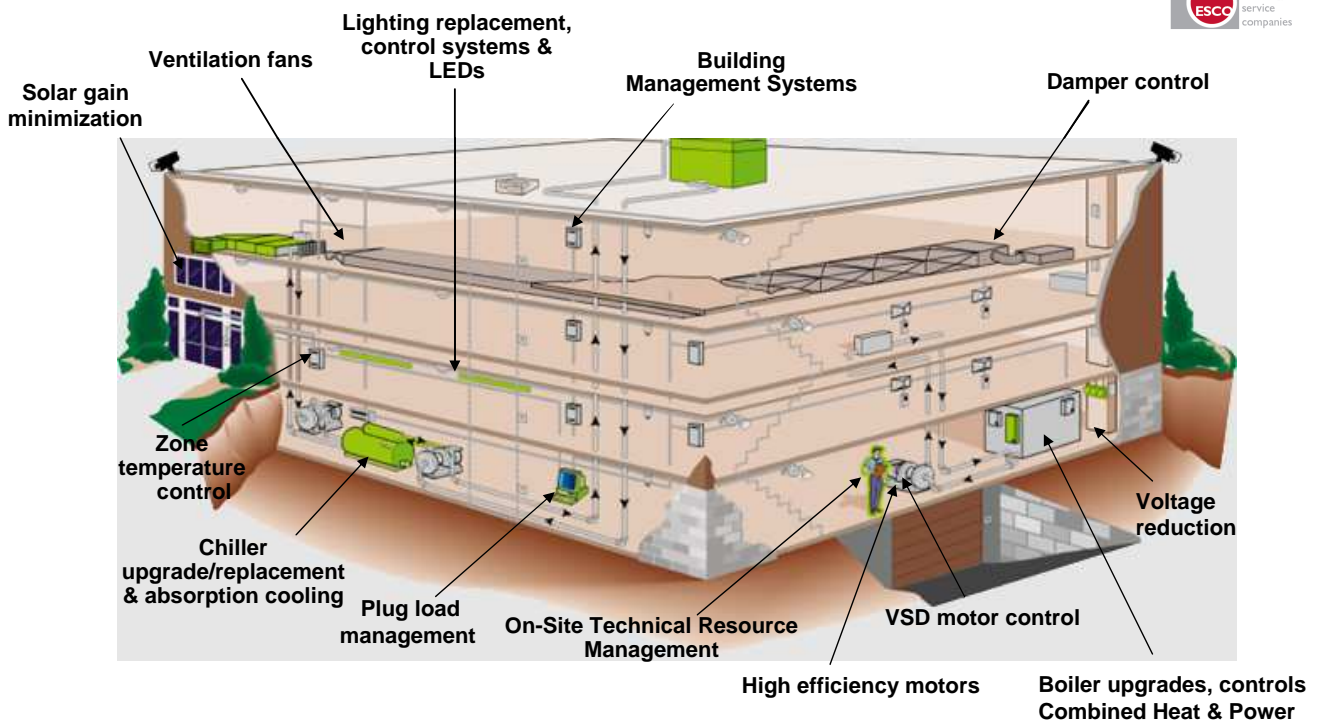 ESCO
service
companies
Lighting replacement,
control systems &
LEDs
Ventilation fans
Building
Management Systems
Damper control
Solar gain
minimization
Zone
temperature
control
Voltage
reduction
Chiller
upgrade/replacement
& absorption cooling
Plug load
management
On-Site Technical Resource
Management
VSD motor control
High efficiency motors
Boiler upgrades, controls
Combined Heat & Power